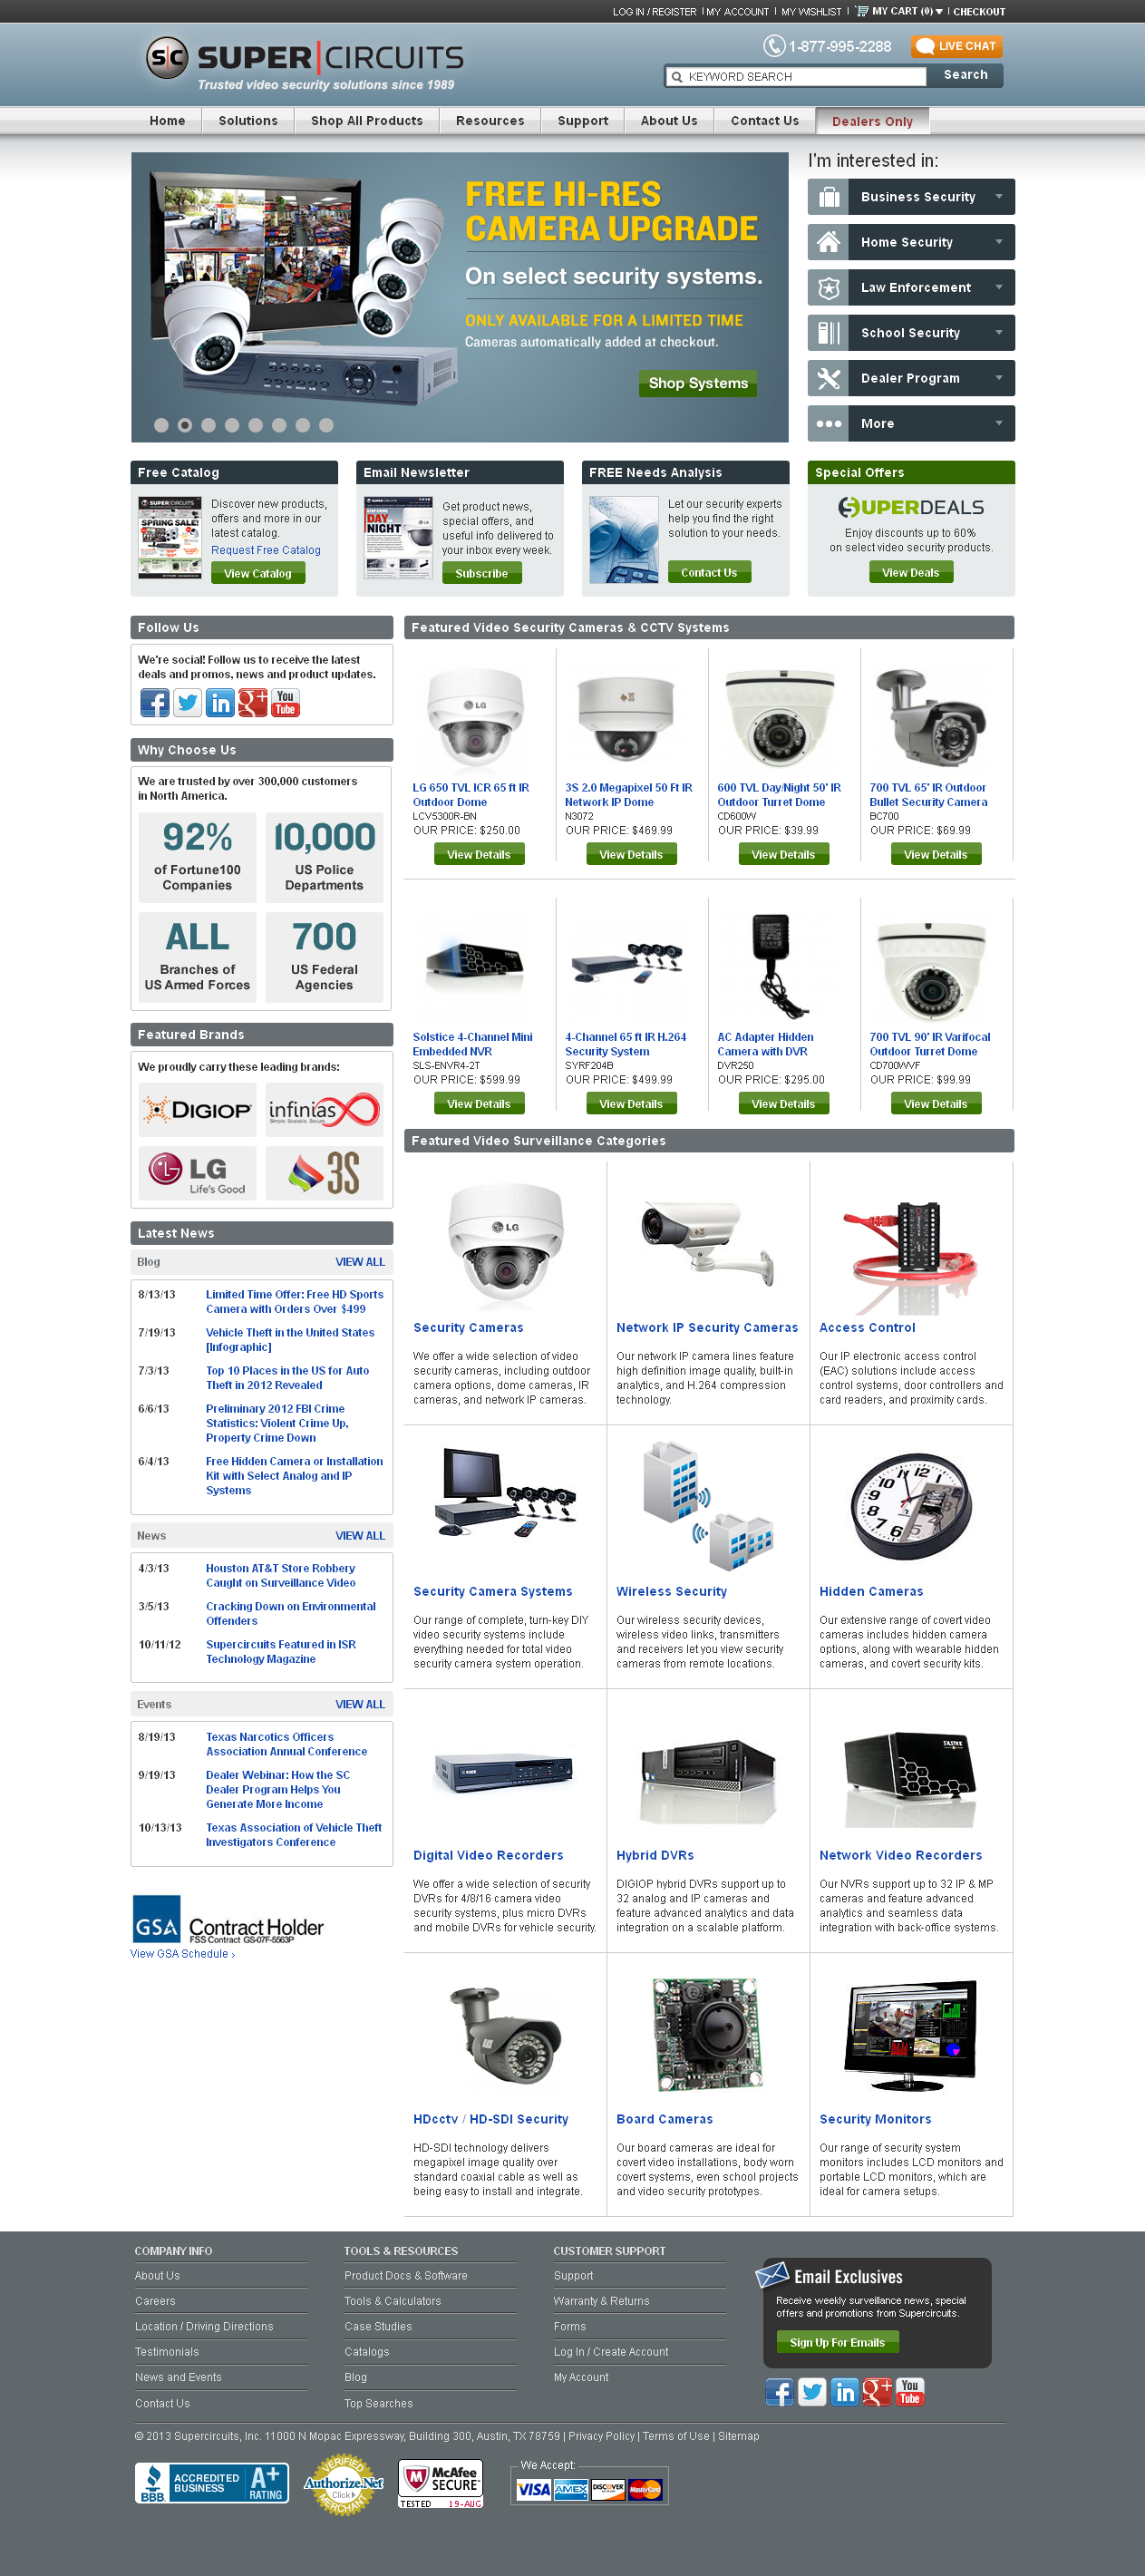 LOG IN / REGISTER | MY ACCOUNT | MY WISHLIST | MY CART (0) | CHECKOUT
SC SUPER|CIRCUITS
Trusted video security solutions since 1989
1-877-995-2288
LIVE CHAT
KEYWORD SEARCH
Search
Home
Solutions
Shop All Products
Resources
Support
About Us
Contact Us
Dealers Only
FREE HI-RES
CAMERA UPGRADE
On select security systems.
ONLY AVAILABLE FOR A LIMITED TIME
Cameras automatically added at checkout.
Shop Systems
I'm interested in:
Business Security
Home Security
Law Enforcement
School Security
Dealer Program
More
Free Catalog
SUPERCIRCUITS
SPRING SALE!
Discover new products,
offers and more in our
latest catalog.
Request Free Catalog
View Catalog
Email Newsletter
DAY
NIGHT
Get product news,
special offers, and
useful info delivered to
your inbox every week.
Subscribe
FREE Needs Analysis
Let our security experts
help you find the right
solution to your needs.
Contact Us
Special Offers
SUPERDEALS
Enjoy discounts up to 60%
on select video security products.
View Deals
Follow Us
We're social! Follow us to receive the latest
deals and promos, news and product updates.
You
Tube
Why Choose Us
We are trusted by over 300,000 customers
in North America.
92%
of Fortune100
Companies
10,000
US Police
Departments
ALL
Branches of
US Armed Forces
700
US Federal
Agencies
Featured Brands
We proudly carry these leading brands:
DIGIOP
infinias
Simple. Scalable. Secure.
LG
Life's Good
3S
Latest News
Blog
VIEW ALL
8/13/13
Limited Time Offer: Free HD Sports
Camera with Orders Over $499
7/19/13
Vehicle Theft in the United States
[Infographic]
7/3/13
Top 10 Places in the US for Auto
Theft in 2012 Revealed
6/6/13
Preliminary 2012 FBI Crime
Statistics: Violent Crime Up,
Property Crime Down
6/4/13
Free Hidden Camera or Installation
Kit with Select Analog and IP
Systems
News
VIEW ALL
4/3/13
Houston AT&T Store Robbery
Caught on Surveillance Video
3/5/13
Cracking Down on Environmental
Offenders
10/11/12
Supercircuits Featured in ISR
Technology Magazine
Events
VIEW ALL
8/19/13
Texas Narcotics Officers
Association Annual Conference
9/19/13
Dealer Webinar: How the SC
Dealer Program Helps You
Generate More Income
10/13/13
Texas Association of Vehicle Theft
Investigators Conference
GSA Contract Holder
FSS Contract GS-07F-5563P
View GSA Schedule ›
Featured Video Security Cameras & CCTV Systems
LG
LG 650 TVL ICR 65 ft IR
Outdoor Dome
LCV5300R-BN
OUR PRICE: $250.00
View Details
3S
3S 2.0 Megapixel 50 Ft IR
Network IP Dome
N3072
OUR PRICE: $469.99
View Details
600 TVL Day/Night 50' IR
Outdoor Turret Dome
CD600W
OUR PRICE: $39.99
View Details
700 TVL 65' IR Outdoor
Bullet Security Camera
BC700
OUR PRICE: $69.99
View Details
Solstice 4-Channel Mini
Embedded NVR
SLS-ENVR4-2T
OUR PRICE: $599.99
View Details
4-Channel 65 ft IR H.264
Security System
SYRF204B
OUR PRICE: $499.99
View Details
AC Adapter Hidden
Camera with DVR
DVR250
OUR PRICE: $295.00
View Details
700 TVL 90' IR Varifocal
Outdoor Turret Dome
CD700WVF
OUR PRICE: $99.99
View Details
Featured Video Surveillance Categories
LG
Security Cameras
We offer a wide selection of video
security cameras, including outdoor
camera options, dome cameras, IR
cameras, and network IP cameras.
Network IP Security Cameras
Our network IP camera lines feature
high definition image quality, built-in
analytics, and H.264 compression
technology.
Access Control
Our IP electronic access control
(EAC) solutions include access
control systems, door controllers and
card readers, and proximity cards.
Security Camera Systems
Our range of complete, turn-key DIY
video security systems include
everything needed for total video
security camera system operation.
Wireless Security
Our wireless security devices,
wireless video links, transmitters
and receivers let you view security
cameras from remote locations.
Hidden Cameras
Our extensive range of covert video
cameras includes hidden camera
options, along with wearable hidden
cameras, and covert security kits.
Digital Video Recorders
We offer a wide selection of security
DVRs for 4/8/16 camera video
security systems, plus micro DVRs
and mobile DVRs for vehicle security.
Hybrid DVRs
DIGIOP hybrid DVRs support up to
32 analog and IP cameras and
feature advanced analytics and data
integration on a scalable platform.
Network Video Recorders
Our NVRs support up to 32 IP & MP
cameras and feature advanced
analytics and seamless data
integration with back-office systems.
HDcctv / HD-SDI Security
HD-SDI technology delivers
megapixel image quality over
standard coaxial cable as well as
being easy to install and integrate.
Board Cameras
Our board cameras are ideal for
covert video installations, body worn
covert systems, even school projects
and video security prototypes.
Security Monitors
Our range of security system
monitors includes LCD monitors and
portable LCD monitors, which are
ideal for camera setups.
COMPANY INFO
About Us
Careers
Location / Driving Directions
Testimonials
News and Events
Contact Us
TOOLS & RESOURCES
Product Docs & Software
Tools & Calculators
Case Studies
Catalogs
Blog
Top Searches
CUSTOMER SUPPORT
Support
Warranty & Returns
Forms
Log In / Create Account
My Account
Email Exclusives
Receive weekly surveillance news, special
offers and promotions from Supercircuits.
Sign Up For Emails
You
Tube
© 2013 Supercircuits, Inc. 11000 N Mopac Expressway, Building 300, Austin, TX 78759 | Privacy Policy | Terms of Use | Sitemap
BBB. ACCREDITED BUSINESS A+ RATING
VERIFIED
Authorize.Net
Click
MERCHANT
McAfee
SECURE
TESTED 19-AUG
We Accept:
VISA AMEX DISCOVER MasterCard